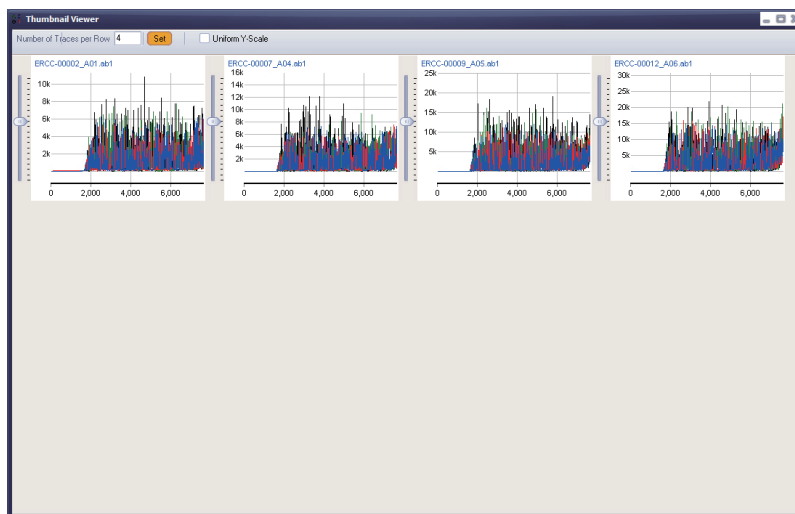 Thumbnail Viewer
Number of Traces per Row 4 Set Uniform Y-Scale
ERCC-00002_A01.ab1
10k
8k
6k
4k
2k
0 2,000 4,000 6,000
ERCC-00007_A04.ab1
16k
14k
12k
10k
8k
6k
4k
2k
0 2,000 4,000 6,000
ERCC-00009_A05.ab1
25k
20k
15k
10k
5k
0 2,000 4,000 6,000
ERCC-00012_A06.ab1
30k
25k
20k
15k
10k
5k
0 2,000 4,000 6,000